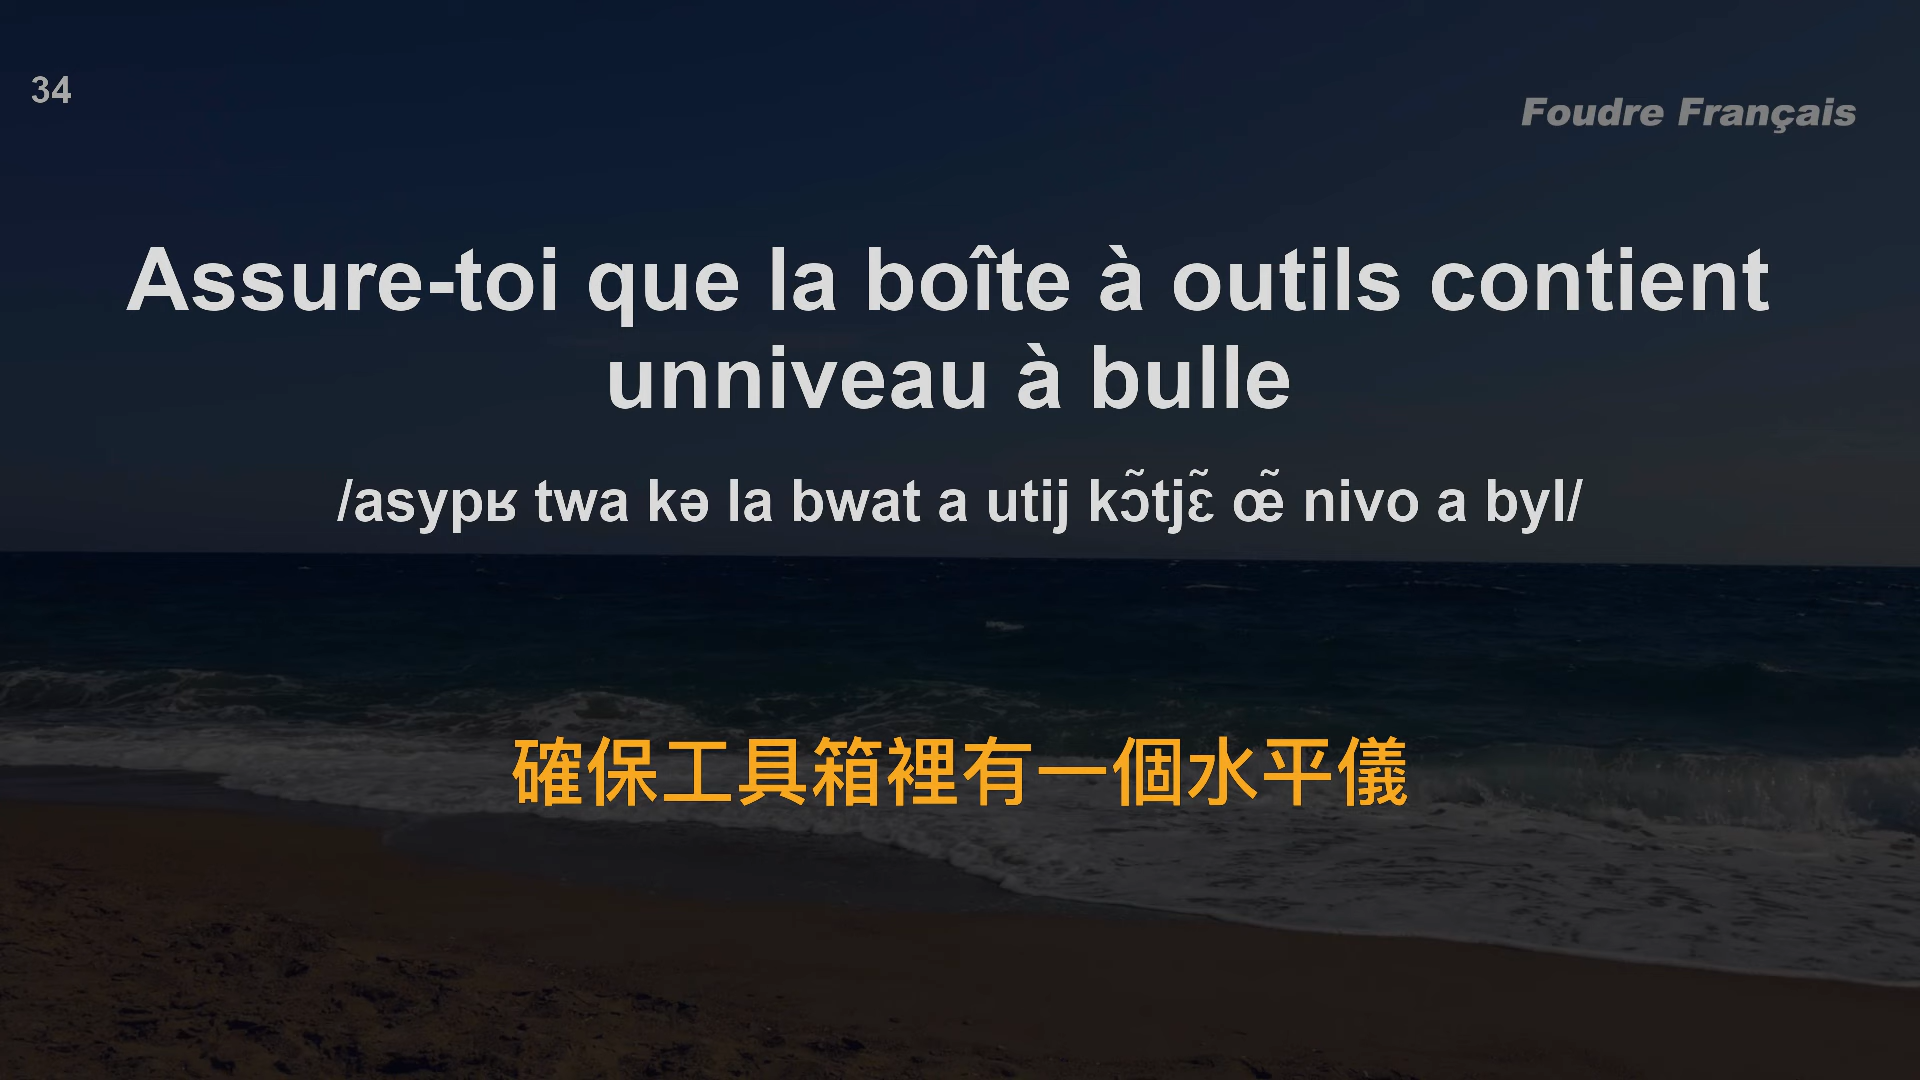 34
Foudre Français
Assure-toi que la boîte à outils contient
unniveau à bulle
/asypʁ twa kə la bwat a utij kɔ̃tjɛ̃ œ̃ nivo a byl/
確保工具箱裡有一個水平儀